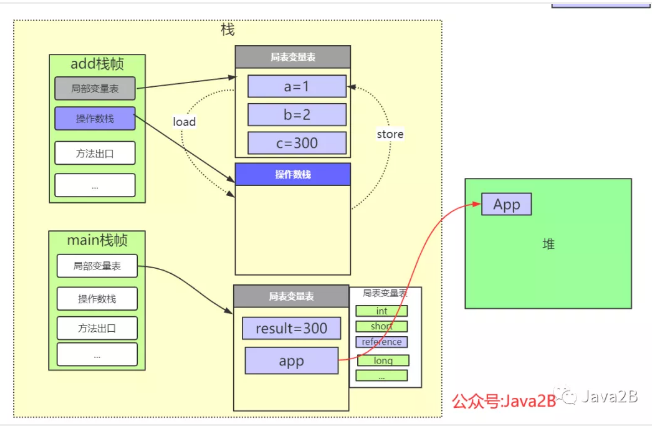 栈
add栈帧
局部变量表
操作数栈
方法出口
...
局表变量表
a=1
b=2
c=300
load
store
操作数栈
main栈帧
局部变量表
操作数栈
方法出口
...
局表变量表
result=300
app
局表变量表
int
short
reference
long
...
App
堆
公众号:Java2B
Java2B